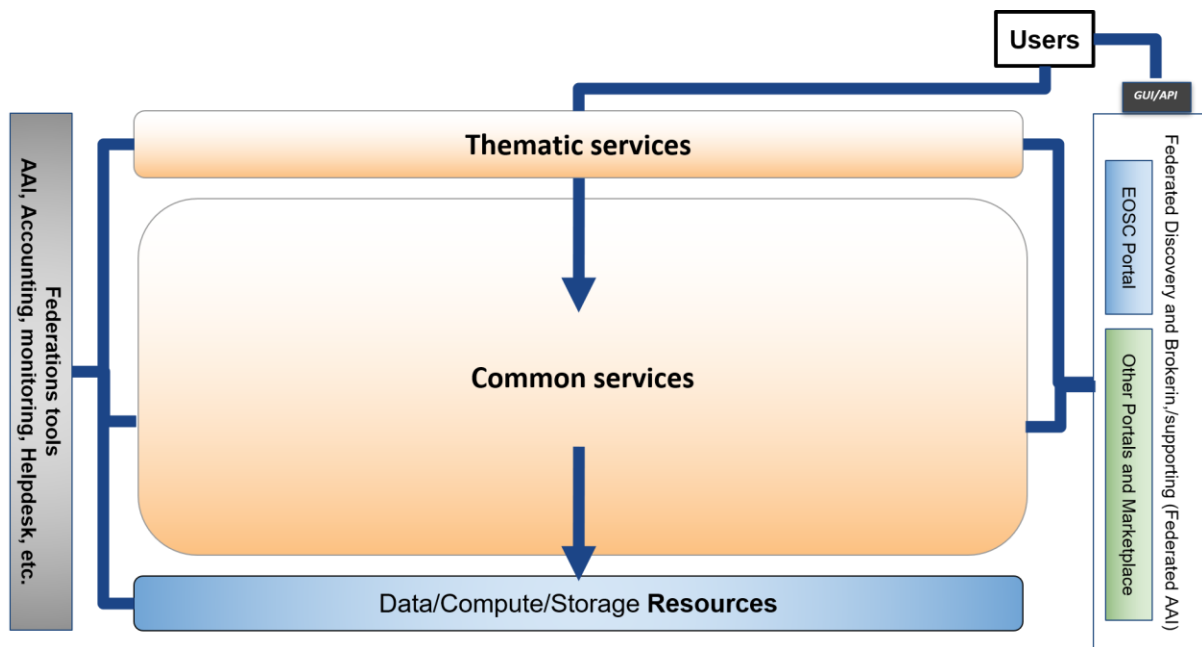 Users
GUI/API
Thematic services
Common services
Data/Compute/Storage Resources
Federations tools
AAI, Accounting, monitoring, Helpdesk, etc.
Federated Discovery and Brokerin,/supporting (Federated AAI)
EOSC Portal
Other Portals and Marketplace